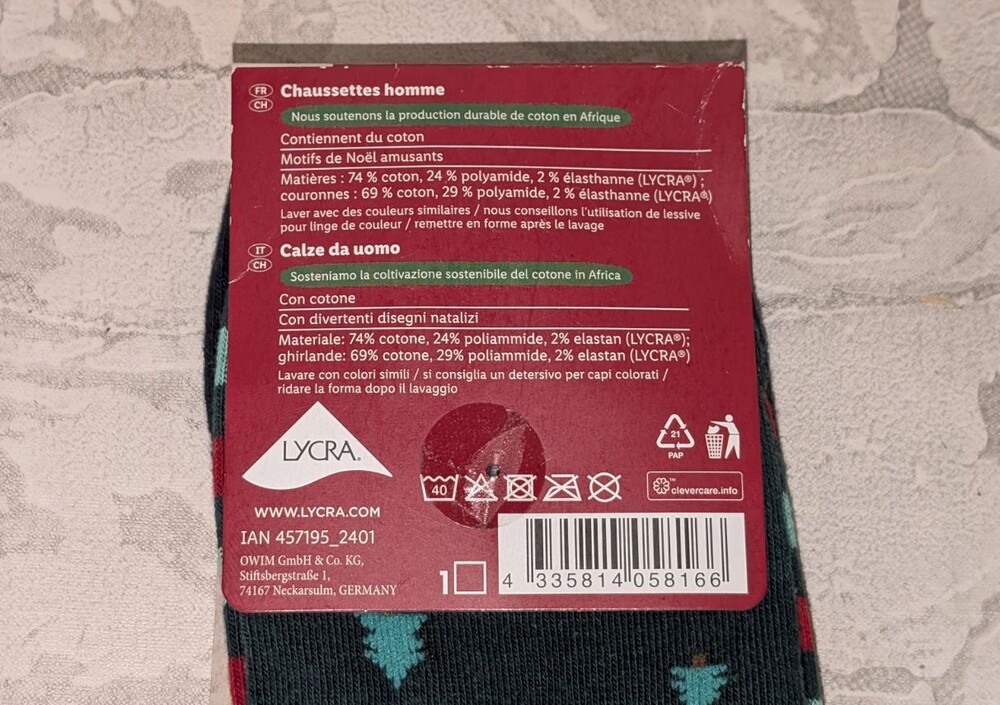 FR
CH
Chaussettes homme
Nous soutenons la production durable de coton en Afrique
Contiennent du coton
Motifs de Noël amusants
Matières : 74 % coton, 24 % polyamide, 2 % élasthanne (LYCRA®) ;
couronnes : 69 % coton, 29 % polyamide, 2 % élasthanne (LYCRA®)
Laver avec des couleurs similaires / nous conseillons l'utilisation de lessive
pour linge de couleur / remettre en forme après le lavage
IT
CH
Calze da uomo
Sosteniamo la coltivazione sostenibile del cotone in Africa
Con cotone
Con divertenti disegni natalizi
Materiale: 74% cotone, 24% poliammide, 2% elastan (LYCRA®);
ghirlande: 69% cotone, 29% poliammide, 2% elastan (LYCRA®)
Lavare con colori simili / si consiglia un detersivo per capi colorati /
ridare la forma dopo il lavaggio
LYCRA®
WWW.LYCRA.COM
40
21
PAP
™ clevercare.info
IAN 457195_2401
OWIM GmbH & Co. KG,
Stiftsbergstraße 1,
74167 Neckarsulm, GERMANY
1
4 335814 058166